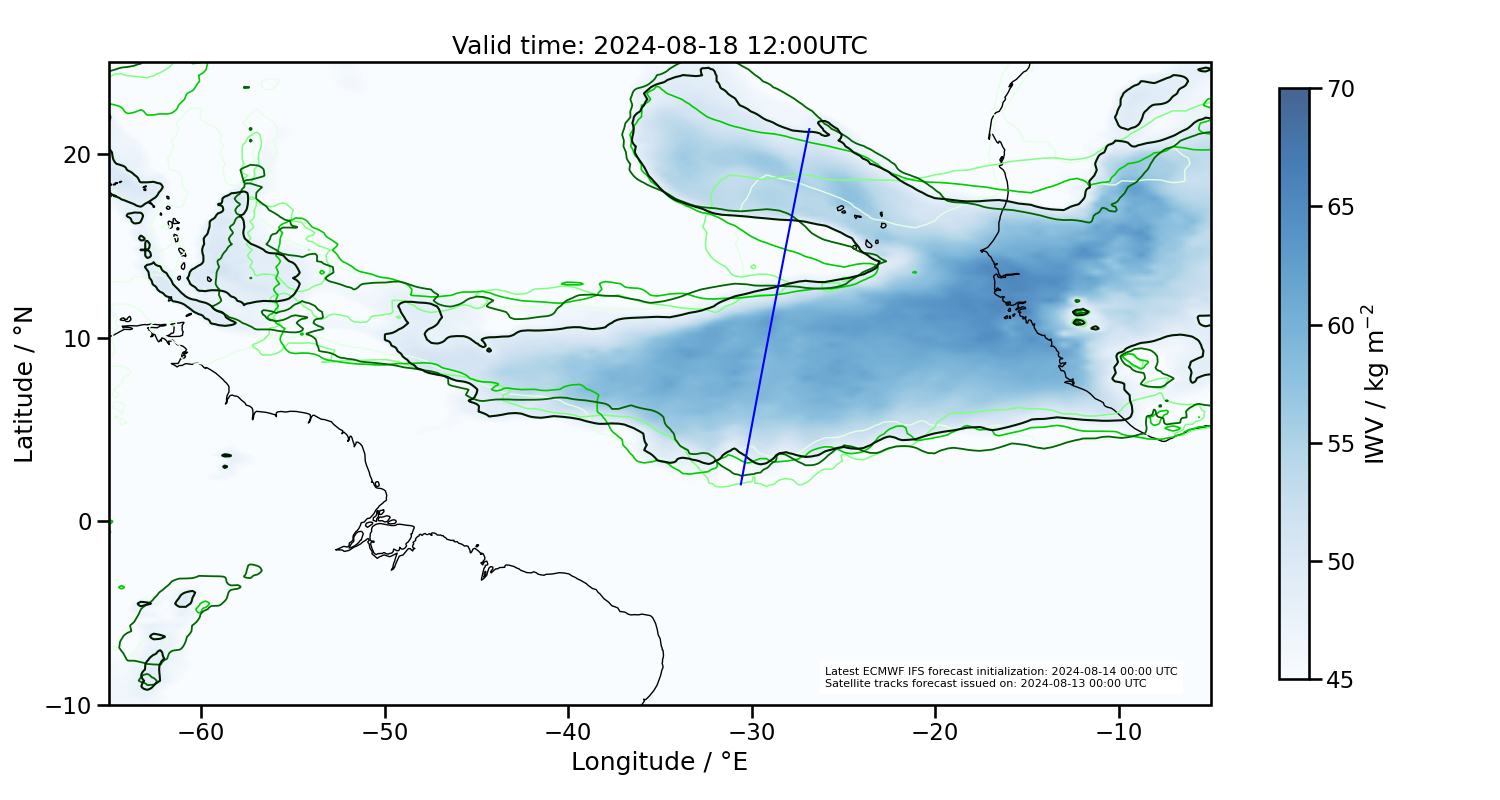 Valid time: 2024-08-18 12:00UTC
20
10
0
−10
Latitude / °N
−60
−50
−40
−30
−20
−10
Longitude / °E
Latest ECMWF IFS forecast initialization: 2024-08-14 00:00 UTC
Satellite tracks forecast issued on: 2024-08-13 00:00 UTC
70
65
60
55
50
45
IWV / kg m⁻²